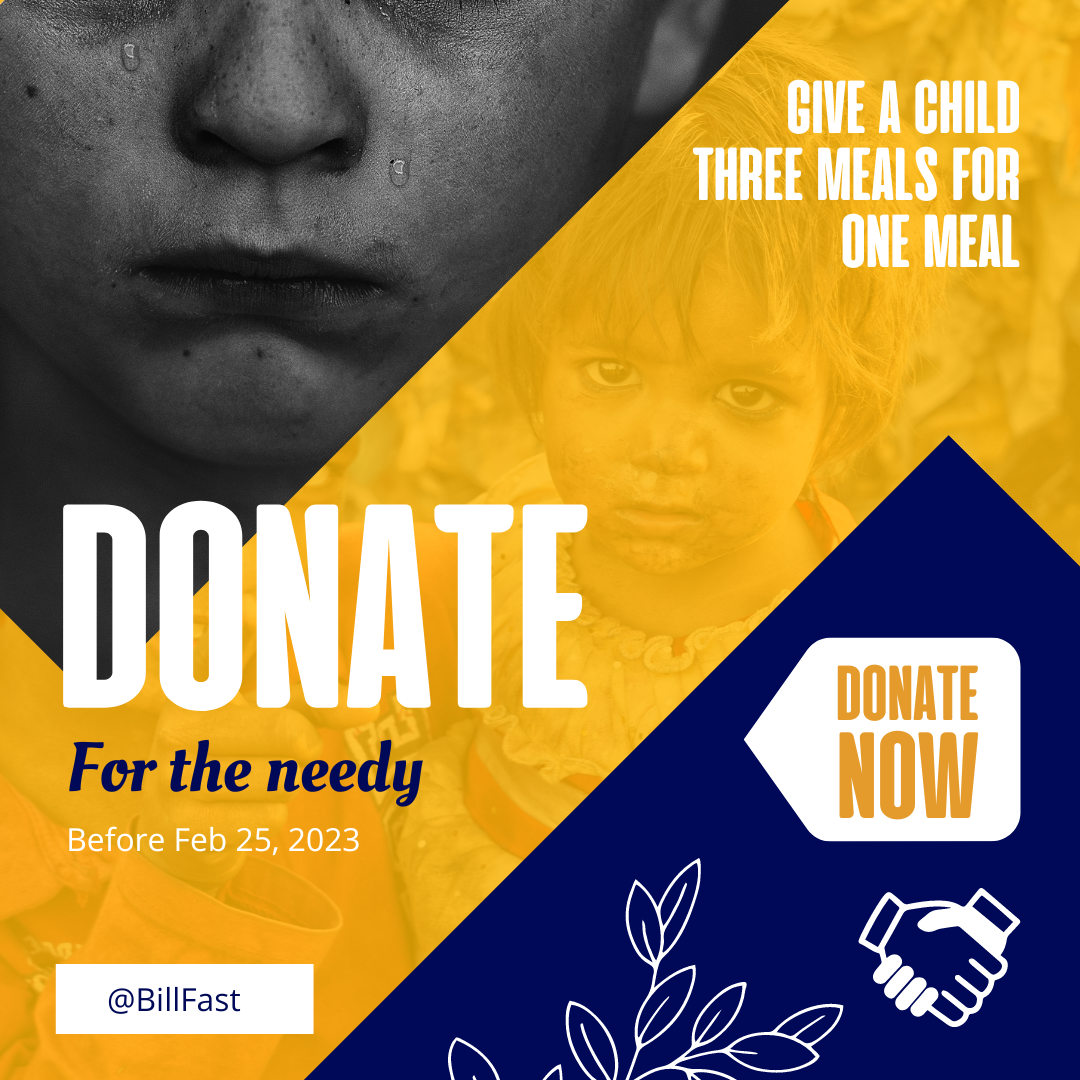 GIVE A CHILD
THREE MEALS FOR
ONE MEAL
DONATE
For the needy
Before Feb 25, 2023
DONATE
NOW
@BillFast